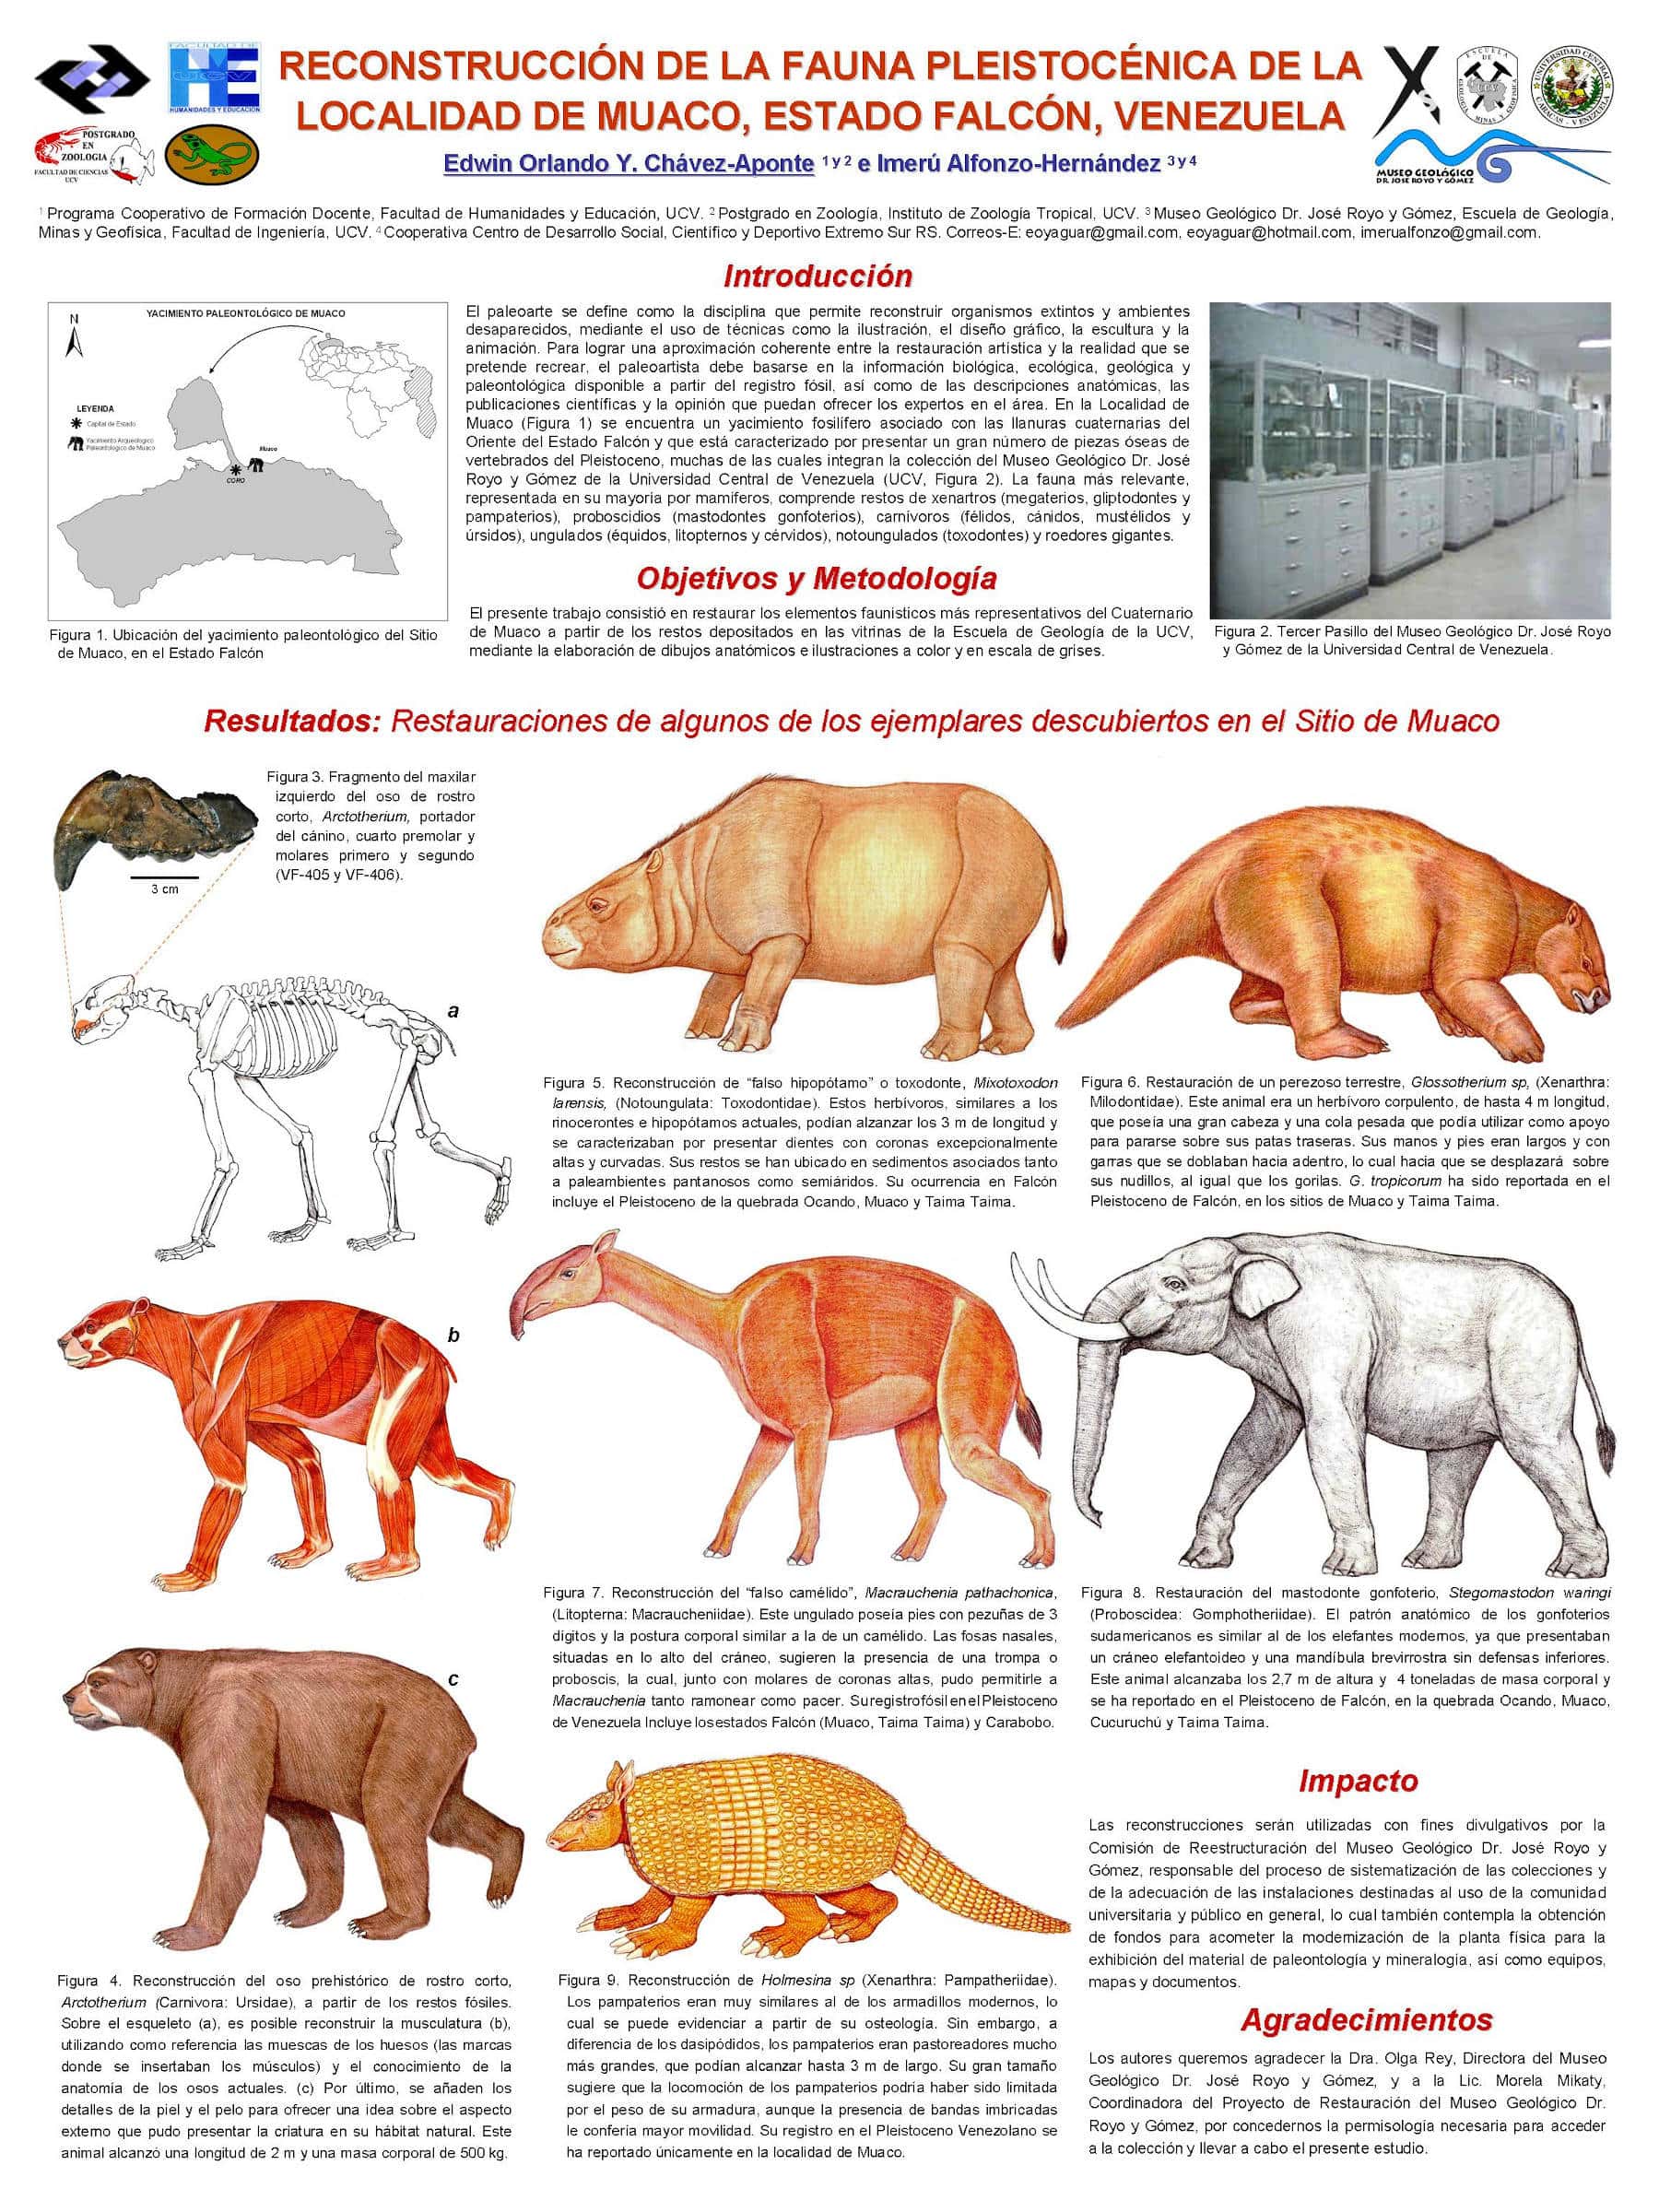 RECONSTRUCCIÓN DE LA FAUNA PLEISTOCÉNICA DE LA
LOCALIDAD DE MUACO, ESTADO FALCÓN, VENEZUELA
Edwin Orlando Y. Chávez-Aponte 1 y 2 e Imerú Alfonzo-Hernández 3 y 4
FACULTAD DE
HUMANIDADES Y EDUCACIÓN
POSTGRADO
EN
ZOOLOGIA
FACULTAD DE CIENCIAS
UCV
ESCUELA
DE
GEOLOGIA, MINAS Y GEOFISICA
UCV
UNIVERSIDAD CENTRAL
CARACAS - VENEZUELA
MUSEO GEOLÓGICO
DR. JOSE ROYO Y GÓMEZ
1 Programa Cooperativo de Formación Docente, Facultad de Humanidades y Educación, UCV. 2 Postgrado en Zoología, Instituto de Zoología Tropical, UCV. 3 Museo Geológico Dr. José Royo y Gómez, Escuela de Geología,
Minas y Geofísica, Facultad de Ingeniería, UCV. 4 Cooperativa Centro de Desarrollo Social, Científico y Deportivo Extremo Sur RS. Correos-E: eoyaguar@gmail.com, eoyaguar@hotmail.com, imerualfonzo@gmail.com.
Introducción
YACIMIENTO PALEONTOLÓGICO DE MUACO
N
LEYENDA
Capital de Estado
Yacimiento Arqueológico
Paleontológico de Muaco
Muaco
CORO
Figura 1. Ubicación del yacimiento paleontológico del Sitio
de Muaco, en el Estado Falcón
El paleoarte se define como la disciplina que permite reconstruir organismos extintos y ambientes
desaparecidos, mediante el uso de técnicas como la ilustración, el diseño gráfico, la escultura y la
animación. Para lograr una aproximación coherente entre la restauración artística y la realidad que se
pretende recrear, el paleoartista debe basarse en la información biológica, ecológica, geológica y
paleontológica disponible a partir del registro fósil, así como de las descripciones anatómicas, las
publicaciones científicas y la opinión que puedan ofrecer los expertos en el área. En la Localidad de
Muaco (Figura 1) se encuentra un yacimiento fosilífero asociado con las llanuras cuaternarias del
Oriente del Estado Falcón y que está caracterizado por presentar un gran número de piezas óseas de
vertebrados del Pleistoceno, muchas de las cuales integran la colección del Museo Geológico Dr. José
Royo y Gómez de la Universidad Central de Venezuela (UCV, Figura 2). La fauna más relevante,
representada en su mayoría por mamíferos, comprende restos de xenartros (megaterios, gliptodontes y
pampaterios), proboscidios (mastodontes gonfoterios), carnívoros (félidos, cánidos, mustélidos y
úrsidos), ungulados (équidos, litopternos y cérvidos), notoungulados (toxodontes) y roedores gigantes.
Objetivos y Metodología
El presente trabajo consistió en restaurar los elementos faunísticos más representativos del Cuaternario
de Muaco a partir de los restos depositados en las vitrinas de la Escuela de Geología de la UCV,
mediante la elaboración de dibujos anatómicos e ilustraciones a color y en escala de grises.
Figura 2. Tercer Pasillo del Museo Geológico Dr. José Royo
y Gómez de la Universidad Central de Venezuela.
Resultados: Restauraciones de algunos de los ejemplares descubiertos en el Sitio de Muaco
Figura 3. Fragmento del maxilar
izquierdo del oso de rostro
corto, Arctotherium, portador
del cánino, cuarto premolar y
molares primero y segundo
(VF-405 y VF-406).
3 cm
a
b
c
Figura 4. Reconstrucción del oso prehistórico de rostro corto,
Arctotherium (Carnivora: Ursidae), a partir de los restos fósiles.
Sobre el esqueleto (a), es posible reconstruir la musculatura (b),
utilizando como referencia las muescas de los huesos (las marcas
donde se insertaban los músculos) y el conocimiento de la
anatomía de los osos actuales. (c) Por último, se añaden los
detalles de la piel y el pelo para ofrecer una idea sobre el aspecto
externo que pudo presentar la criatura en su hábitat natural. Este
animal alcanzó una longitud de 2 m y una masa corporal de 500 kg.
Figura 5. Reconstrucción de “falso hipopótamo” o toxodonte, Mixotoxodon
larensis, (Notoungulata: Toxodontidae). Estos herbívoros, similares a los
rinocerontes e hipopótamos actuales, podían alzanzar los 3 m de longitud y
se caracterizaban por presentar dientes con coronas excepcionalmente
altas y curvadas. Sus restos se han ubicado en sedimentos asociados tanto
a paleambientes pantanosos como semiáridos. Su ocurrencia en Falcón
incluye el Pleistoceno de la quebrada Ocando, Muaco y Taima Taima.
Figura 6. Restauración de un perezoso terrestre, Glossotherium sp, (Xenarthra:
Milodontidae). Este animal era un herbívoro corpulento, de hasta 4 m longitud,
que poseía una gran cabeza y una cola pesada que podía utilizar como apoyo
para pararse sobre sus patas traseras. Sus manos y pies eran largos y con
garras que se doblaban hacia adentro, lo cual hacia que se desplazará sobre
sus nudillos, al igual que los gorilas. G. tropicorum ha sido reportada en el
Pleistoceno de Falcón, en los sitios de Muaco y Taima Taima.
Figura 7. Reconstrucción del “falso camélido”, Macrauchenia pathachonica,
(Litopterna: Macraucheniidae). Este ungulado poseía pies con pezuñas de 3
dígitos y la postura corporal similar a la de un camélido. Las fosas nasales,
situadas en lo alto del cráneo, sugieren la presencia de una trompa o
proboscis, la cual, junto con molares de coronas altas, pudo permitirle a
Macrauchenia tanto ramonear como pacer. Su registro fósil en el Pleistoceno
de Venezuela Incluye los estados Falcón (Muaco, Taima Taima) y Carabobo.
Figura 8. Restauración del mastodonte gonfoterio, Stegomastodon waringi
(Proboscidea: Gomphotheriidae). El patrón anatómico de los gonfoterios
sudamericanos es similar al de los elefantes modernos, ya que presentaban
un cráneo elefantoideo y una mandíbula brevirrostra sin defensas inferiores.
Este animal alcanzaba los 2,7 m de altura y 4 toneladas de masa corporal y
se ha reportado en el Pleistoceno de Falcón, en la quebrada Ocando, Muaco,
Cucuruchú y Taima Taima.
Figura 9. Reconstrucción de Holmesina sp (Xenarthra: Pampatheriidae).
Los pampaterios eran muy similares al de los armadillos modernos, lo
cual se puede evidenciar a partir de su osteología. Sin embargo, a
diferencia de los dasipódidos, los pampaterios eran pastoreadores mucho
más grandes, que podían alcanzar hasta 3 m de largo. Su gran tamaño
sugiere que la locomoción de los pampaterios podría haber sido limitada
por el peso de su armadura, aunque la presencia de bandas imbricadas
le confería mayor movilidad. Su registro en el Pleistoceno Venezolano se
ha reportado únicamente en la localidad de Muaco.
Impacto
Las reconstrucciones serán utilizadas con fines divulgativos por la
Comisión de Reestructuración del Museo Geológico Dr. José Royo y
Gómez, responsable del proceso de sistematización de las colecciones y
de la adecuación de las instalaciones destinadas al uso de la comunidad
universitaria y público en general, lo cual también contempla la obtención
de fondos para acometer la modernización de la planta física para la
exhibición del material de paleontología y mineralogía, así como equipos,
mapas y documentos.
Agradecimientos
Los autores queremos agradecer la Dra. Olga Rey, Directora del Museo
Geológico Dr. José Royo y Gómez, y a la Lic. Morela Mikaty,
Coordinadora del Proyecto de Restauración del Museo Geológico Dr.
Royo y Gómez, por concedernos la permisología necesaria para acceder
a la colección y llevar a cabo el presente estudio.